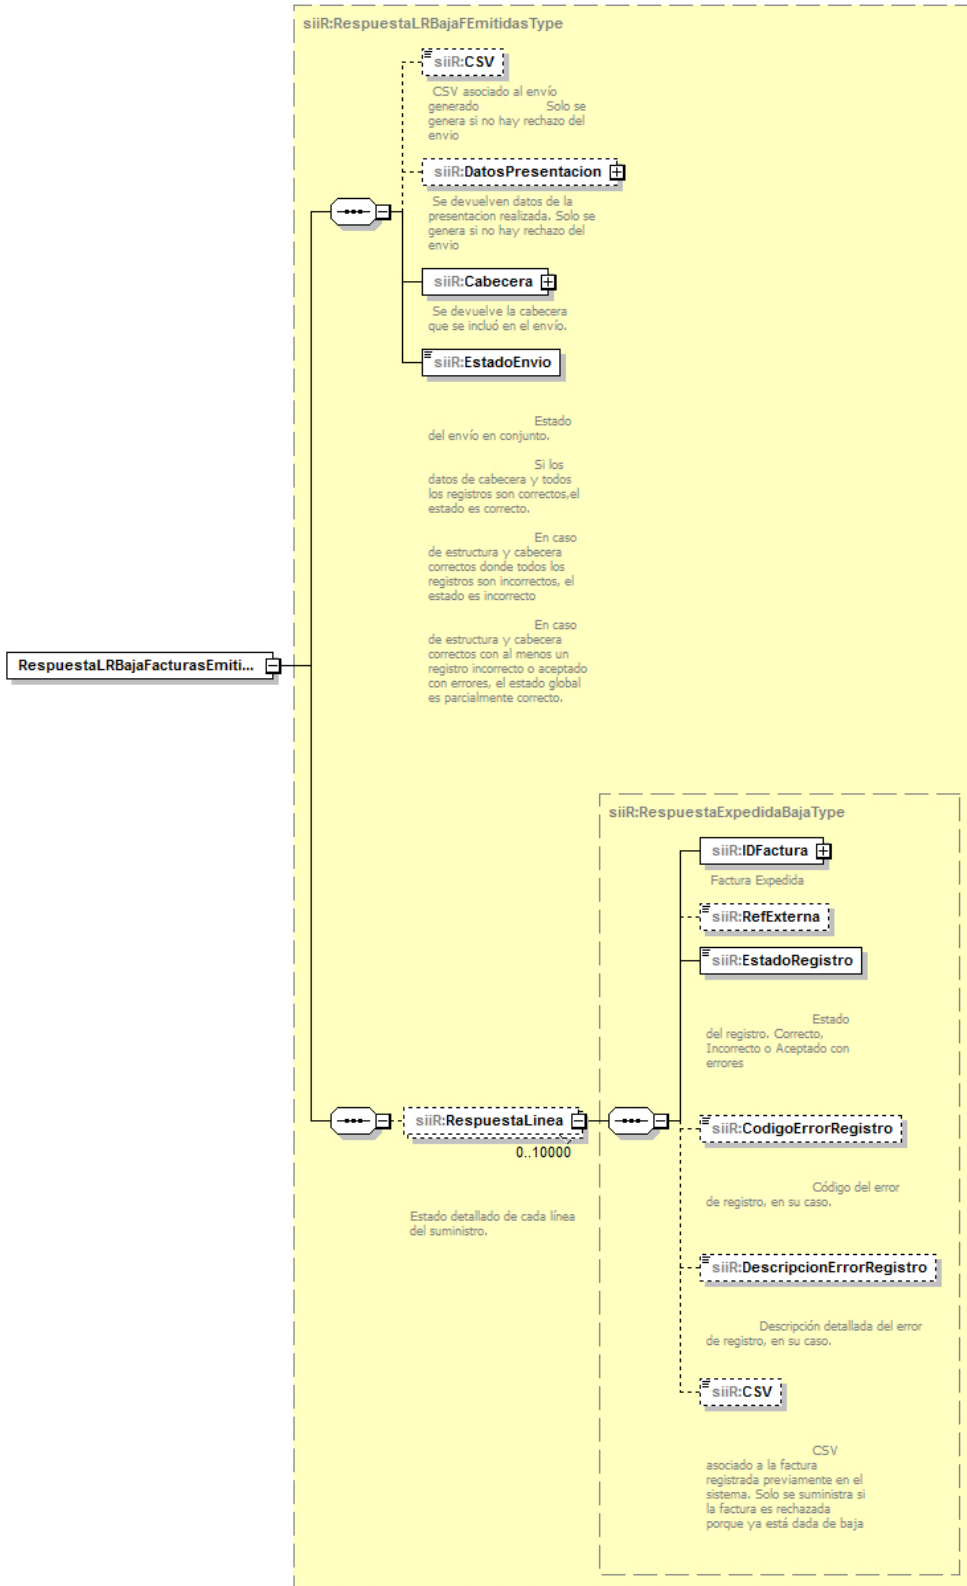 siiR:RespuestaLRBajaFEmitidasType
siiR:CSV
CSV asociado al envío
generado Solo se
genera si no hay rechazo del
envio
siiR:DatosPresentacion
Se devuelven datos de la
presentacion realizada. Solo se
genera si no hay rechazo del
envio
siiR:Cabecera
Se devuelve la cabecera
que se incluó en el envío.
siiR:EstadoEnvio
Estado
del envío en conjunto.
Si los
datos de cabecera y todos
los registros son correctos,el
estado es correcto.
En caso
de estructura y cabecera
correctos donde todos los
registros son incorrectos, el
estado es incorrecto
En caso
de estructura y cabecera
correctos con al menos un
registro incorrecto o aceptado
con errores, el estado global
es parcialmente correcto.
RespuestaLRBajaFacturasEmiti...
siiR:RespuestaExpedidaBajaType
siiR:IDFactura
Factura Expedida
siiR:RefExterna
siiR:EstadoRegistro
Estado
del registro. Correcto,
Incorrecto o Aceptado con
errores
siiR:RespuestaLinea
0..10000
Estado detallado de cada línea
del suministro.
siiR:CodigoErrorRegistro
Código del error
de registro, en su caso.
siiR:DescripcionErrorRegistro
Descripción detallada del error
de registro, en su caso.
siiR:CSV
CSV
asociado a la factura
registrada previamente en el
sistema. Solo se suministra si
la factura es rechazada
porque ya está dada de baja